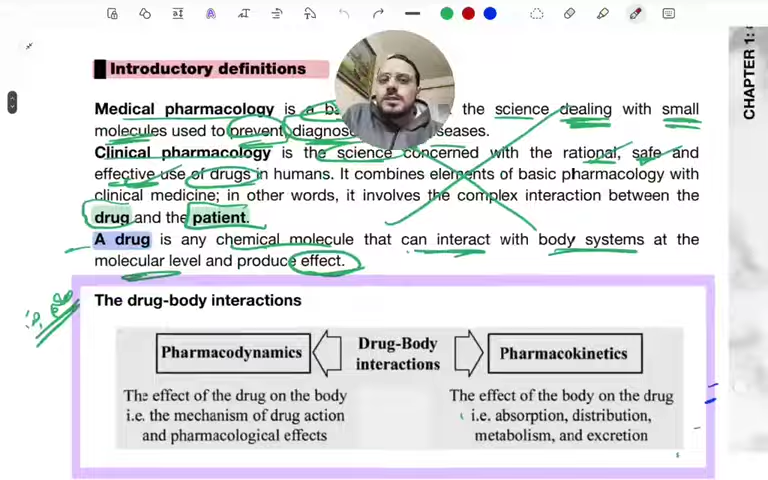 Introductory definitions
CHAPTER 1:
Medical pharmacology is a the science dealing with small
molecules used to prevent, diagnose seases.
Clinical pharmacology is the science concerned with the rational, safe and
effective use of drugs in humans. It combines elements of basic pharmacology with
clinical medicine; in other words, it involves the complex interaction between the
drug and the patient.
A drug is any chemical molecule that can interact with body systems at the
molecular level and produce effect.
The drug-body interactions
Pharmacodynamics
Drug-Body
interactions
Pharmacokinetics
The effect of the drug on the body
i.e. the mechanism of drug action
and pharmacological effects
The effect of the body on the drug
i.e. absorption, distribution,
metabolism, and excretion